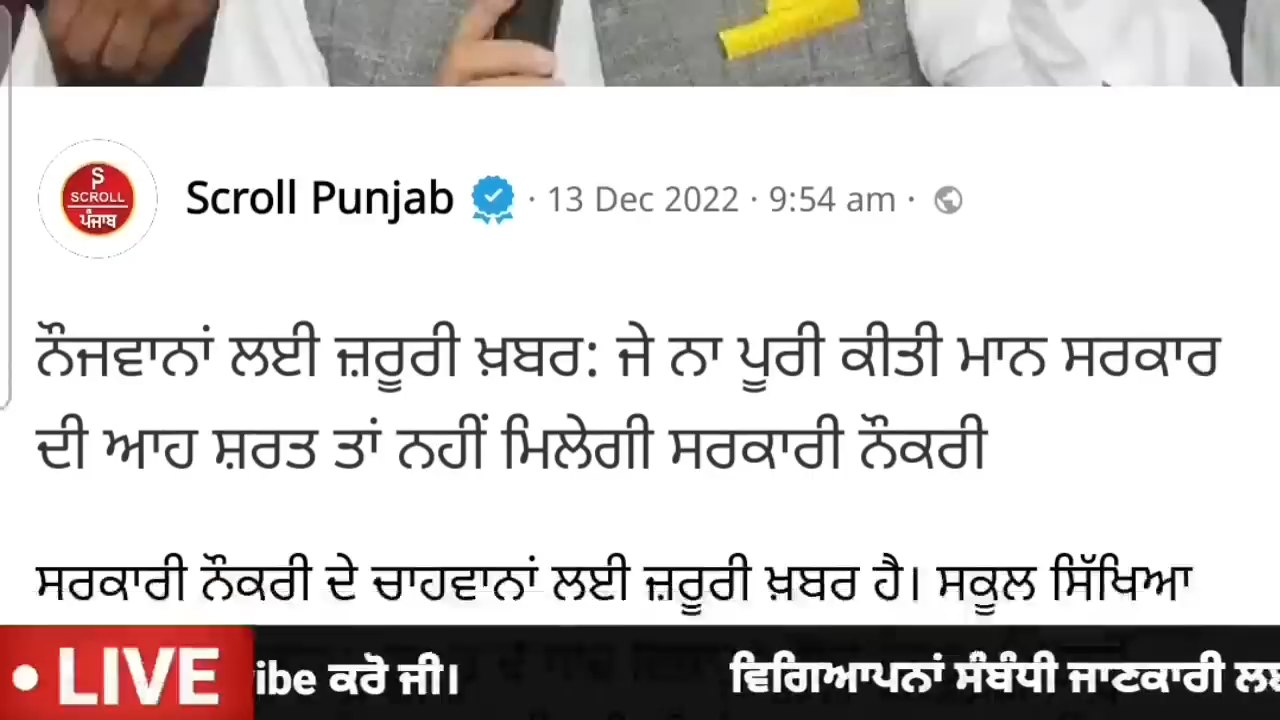 SP
SCROLL
ਪੰਜਾਬ
Scroll Punjab · 13 Dec 2022 · 9:54 am ·
ਨੌਜਵਾਨਾਂ ਲਈ ਜ਼ਰੂਰੀ ਖ਼ਬਰ: ਜੇ ਨਾ ਪੂਰੀ ਕੀਤੀ ਮਾਨ ਸਰਕਾਰ
ਦੀ ਆਹ ਸ਼ਰਤ ਤਾਂ ਨਹੀਂ ਮਿਲੇਗੀ ਸਰਕਾਰੀ ਨੌਕਰੀ
ਸਰਕਾਰੀ ਨੌਕਰੀ ਦੇ ਚਾਹਵਾਨਾਂ ਲਈ ਜ਼ਰੂਰੀ ਖ਼ਬਰ ਹੈ। ਸਕੂਲ ਸਿੱਖਿਆ
• LIVE ibe ਕਰੋ ਜੀ। ਵਿਗਿਆਪਨਾਂ ਸੰਬੰਧੀ ਜਾਣਕਾਰੀ